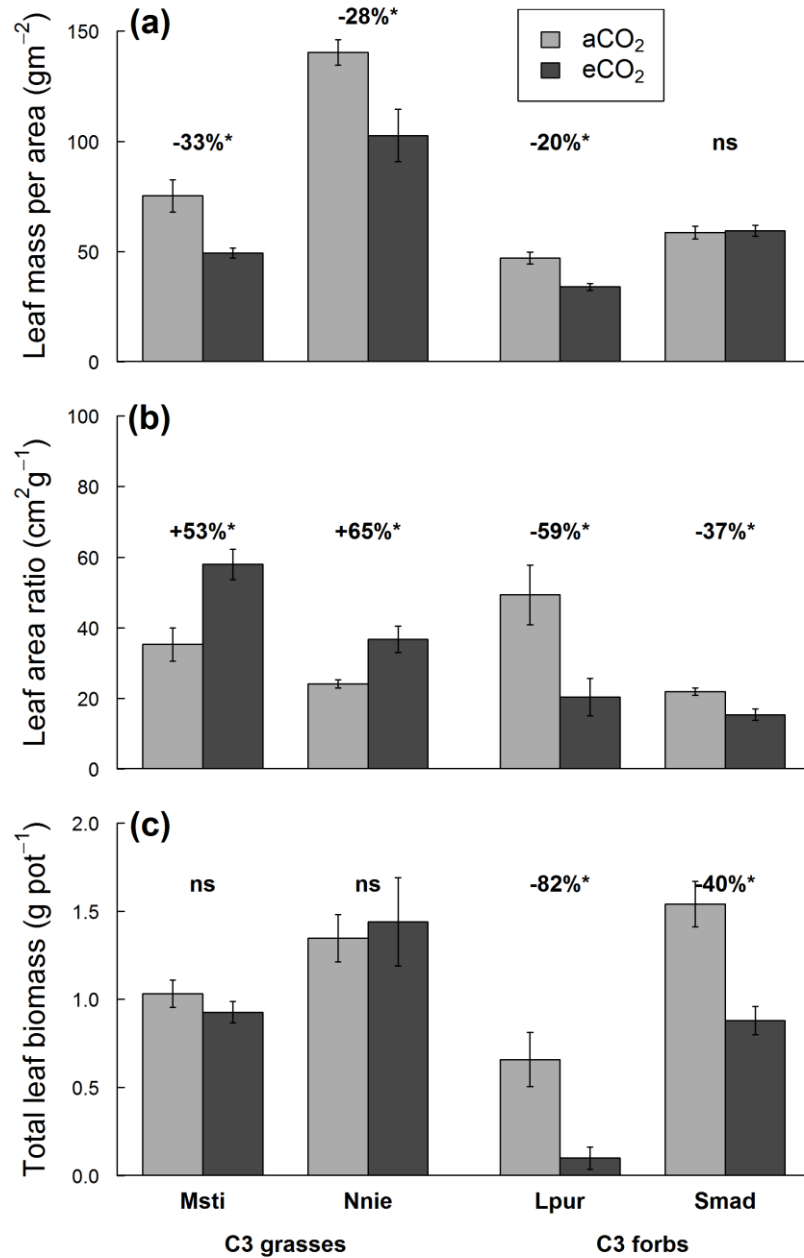 (a)
-28%*
aCO₂
eCO₂
-33%*
-20%*
ns
Leaf mass per area (gm⁻²)
150
100
50
0
(b)
+53%*
+65%*
-59%*
-37%*
Leaf area ratio (cm²g⁻¹)
100
80
60
40
20
0
(c)
ns
ns
-82%*
-40%*
Total leaf biomass (g pot⁻¹)
2.0
1.5
1.0
0.5
0.0
Msti Nnie Lpur Smad
C3 grasses C3 forbs